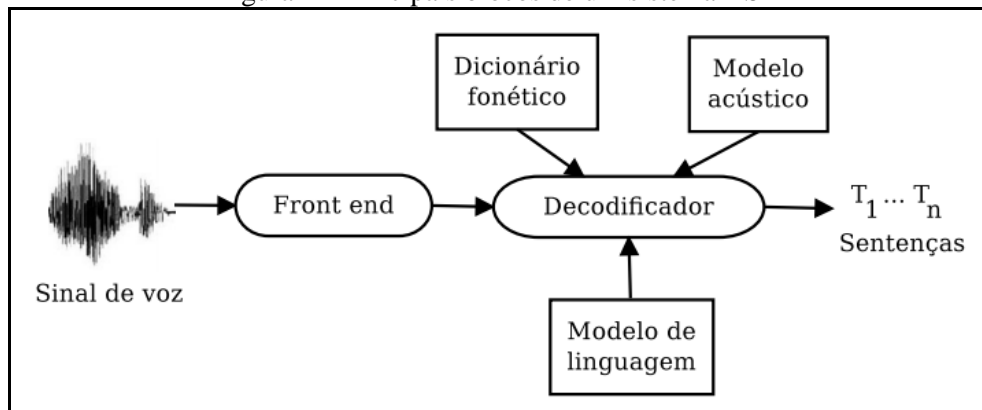 Dicionário
fonético
Modelo
acústico
Front end
Decodificador
T1 ... Tn
Sentenças
Sinal de voz
Modelo de
linguagem